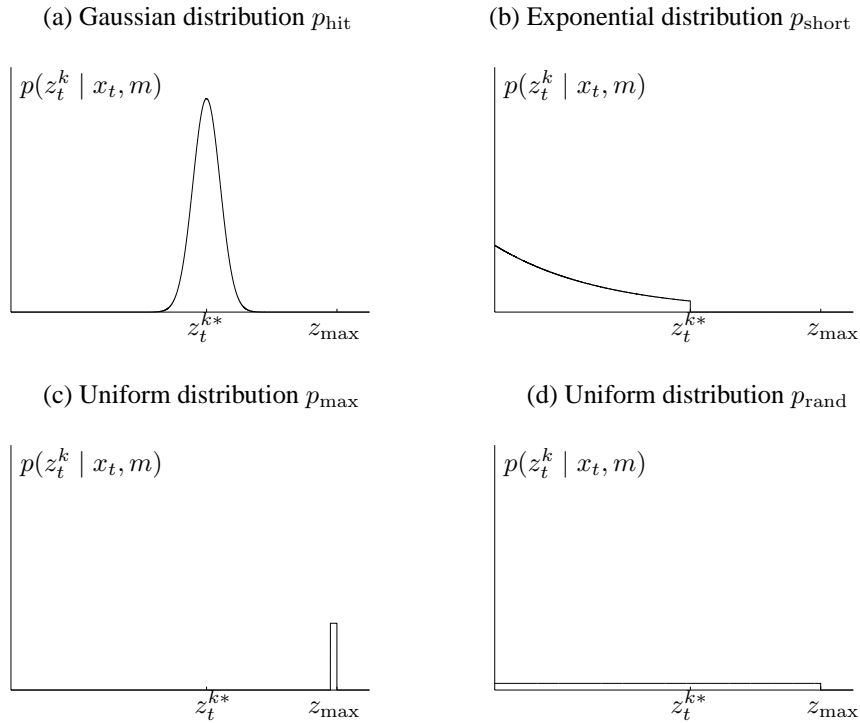 (a) Gaussian distribution p_hit
(b) Exponential distribution p_short
p(z_t^k | x_t, m)
p(z_t^k | x_t, m)
z_t^{k*} z_max
z_t^{k*} z_max
(c) Uniform distribution p_max
(d) Uniform distribution p_rand
p(z_t^k | x_t, m)
p(z_t^k | x_t, m)
z_t^{k*} z_max
z_t^{k*} z_max